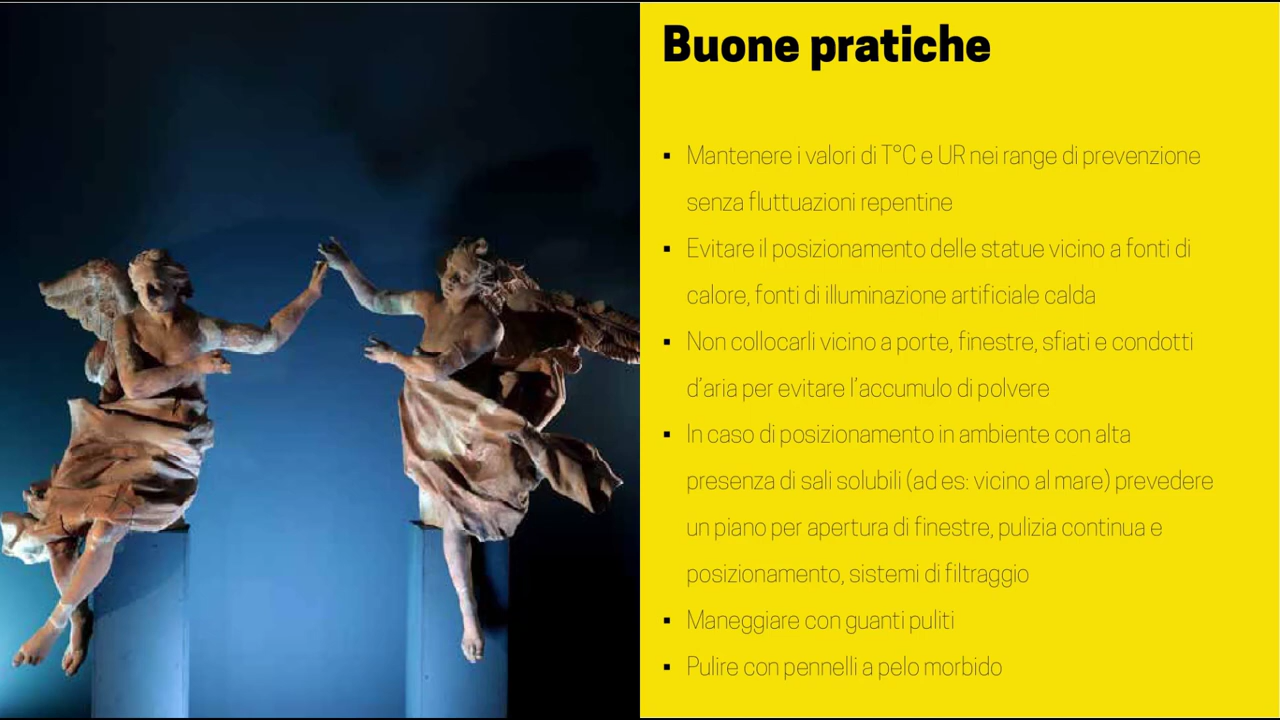 Buone pratiche
▪ Mantenere i valori di T°C e UR nei range di prevenzione
senza fluttuazioni repentine
▪ Evitare il posizionamento delle statue vicino a fonti di
calore, fonti di illuminazione artificiale calda
▪ Non collocarli vicino a porte, finestre, sfiati e condotti
d’aria per evitare l’accumulo di polvere
▪ In caso di posizionamento in ambiente con alta
presenza di sali solubili (ad es: vicino al mare) prevedere
un piano per apertura di finestre, pulizia continua e
posizionamento, sistemi di filtraggio
▪ Maneggiare con guanti puliti
▪ Pulire con pennelli a pelo morbido